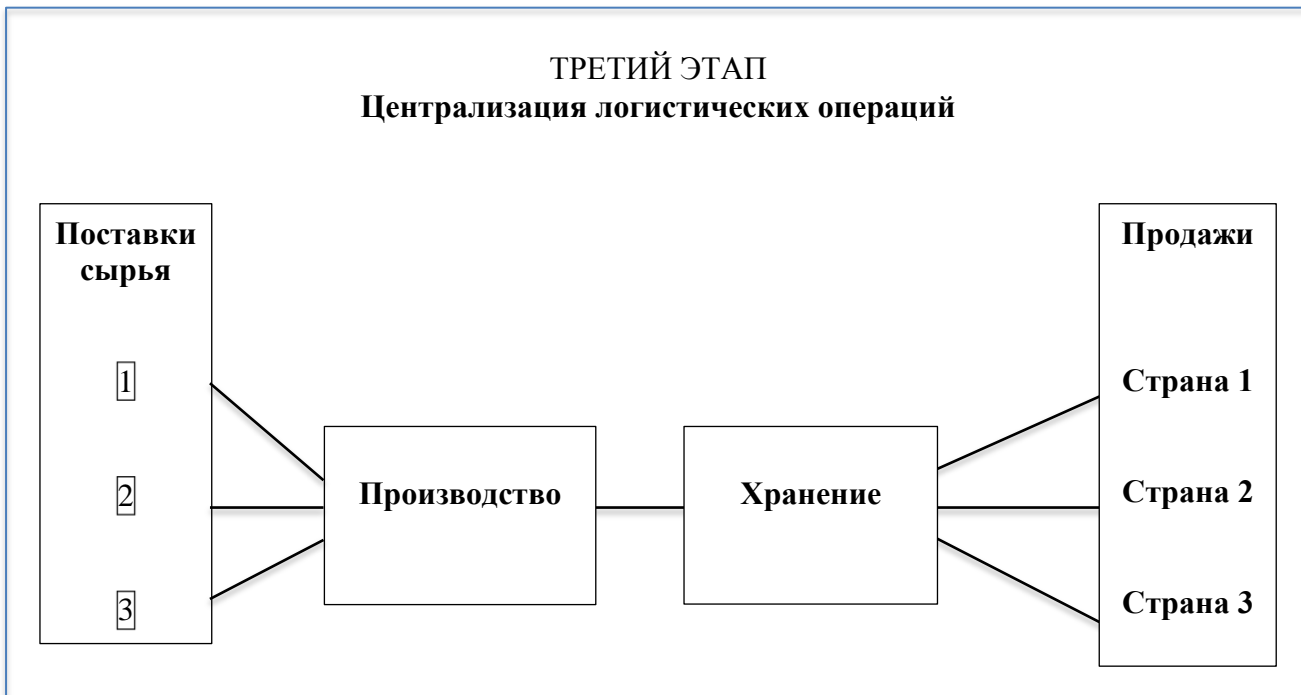 ТРЕТИЙ ЭТАП
Централизация логистических операций
Поставки
сырья
1
2
3
Производство
Хранение
Продажи
Страна 1
Страна 2
Страна 3